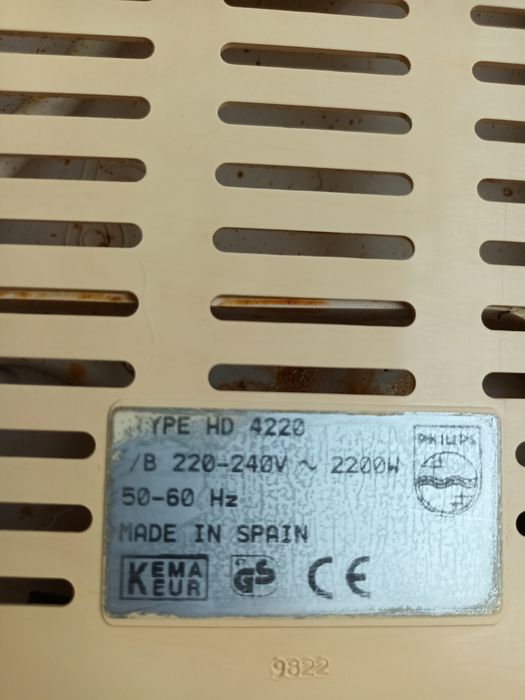 TYPE HD 4220
/B 220-240V ~ 2200W
50-60 Hz
MADE IN SPAIN
PHILIPS
KEMA
EUR
GS
CE
9822